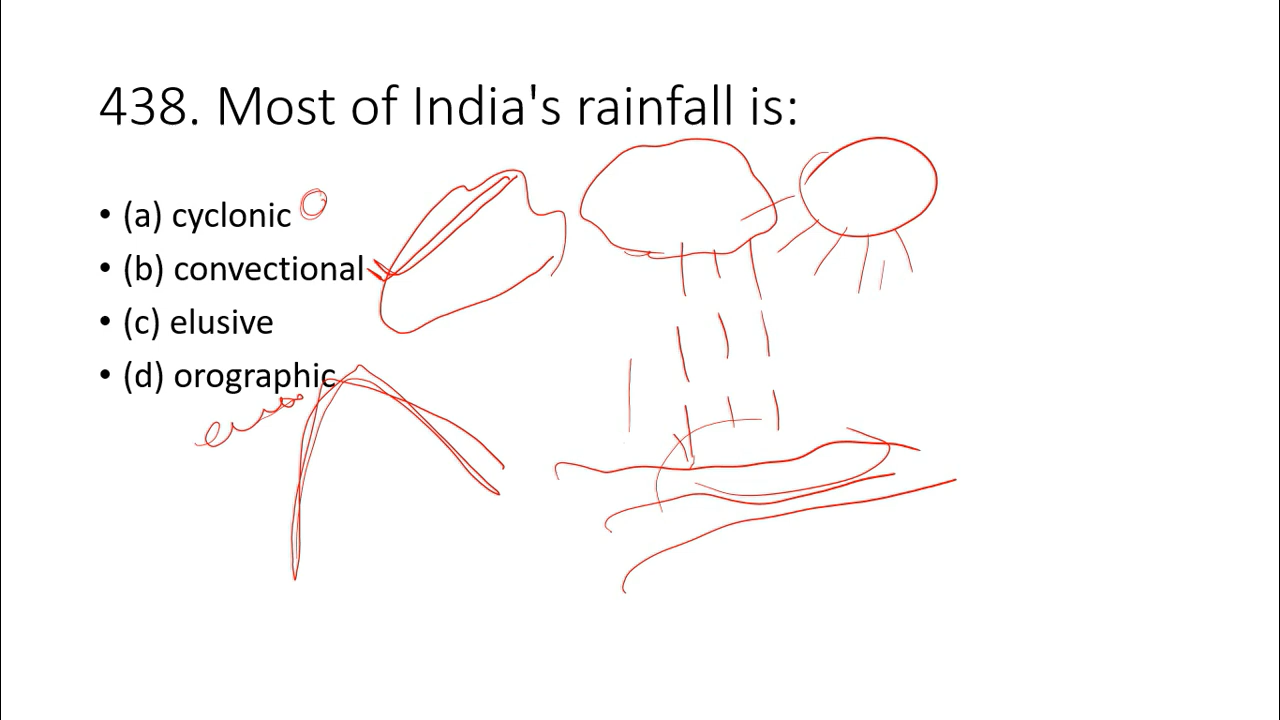 438. Most of India's rainfall is:
• (a) cyclonic
• (b) convectional
• (c) elusive
• (d) orographic